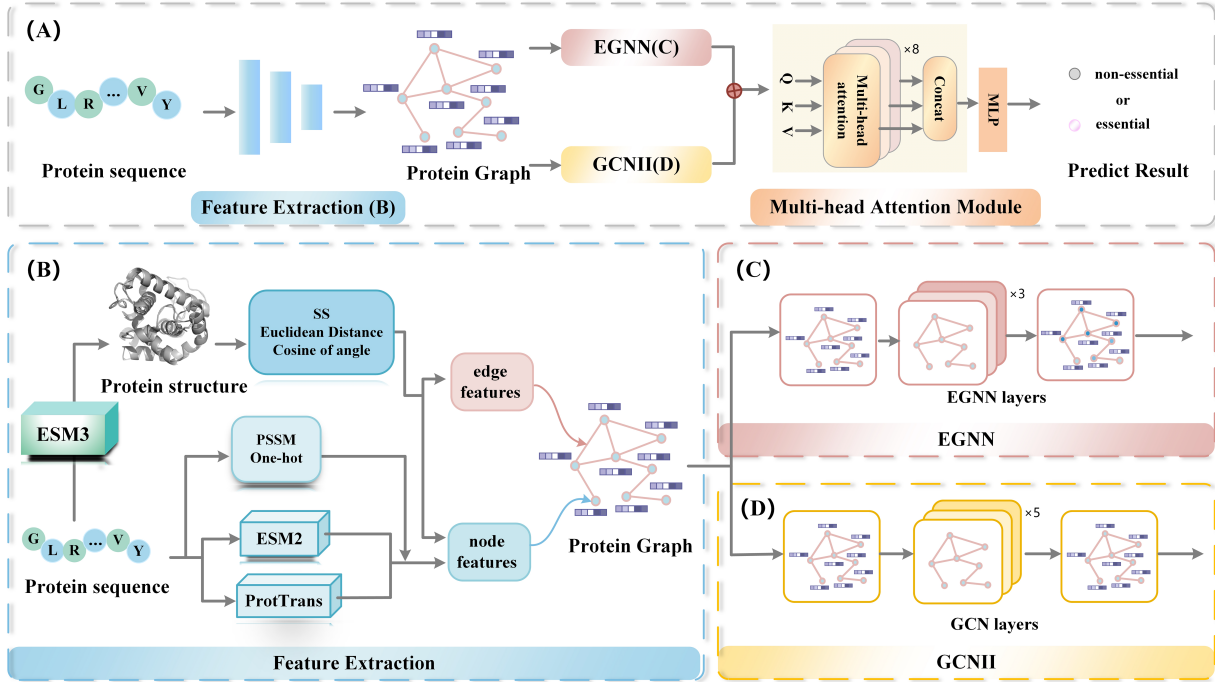 (A)
G L R ... V Y
Protein sequence
Feature Extraction (B)
Protein Graph
EGNN(C)
GCNII(D)
Q
K
V
Multi-head
attention
×8
Concat
MLP
Multi-head Attention Module
non-essential
or
essential
Predict Result
(B)
Protein structure
SS
Euclidean Distance
Cosine of angle
ESM3
PSSM
One-hot
G L R ... V Y
Protein sequence
ESM2
ProtTrans
edge
features
node
features
Protein Graph
Feature Extraction
(C)
×3
EGNN layers
EGNN
(D)
×5
GCN layers
GCNII